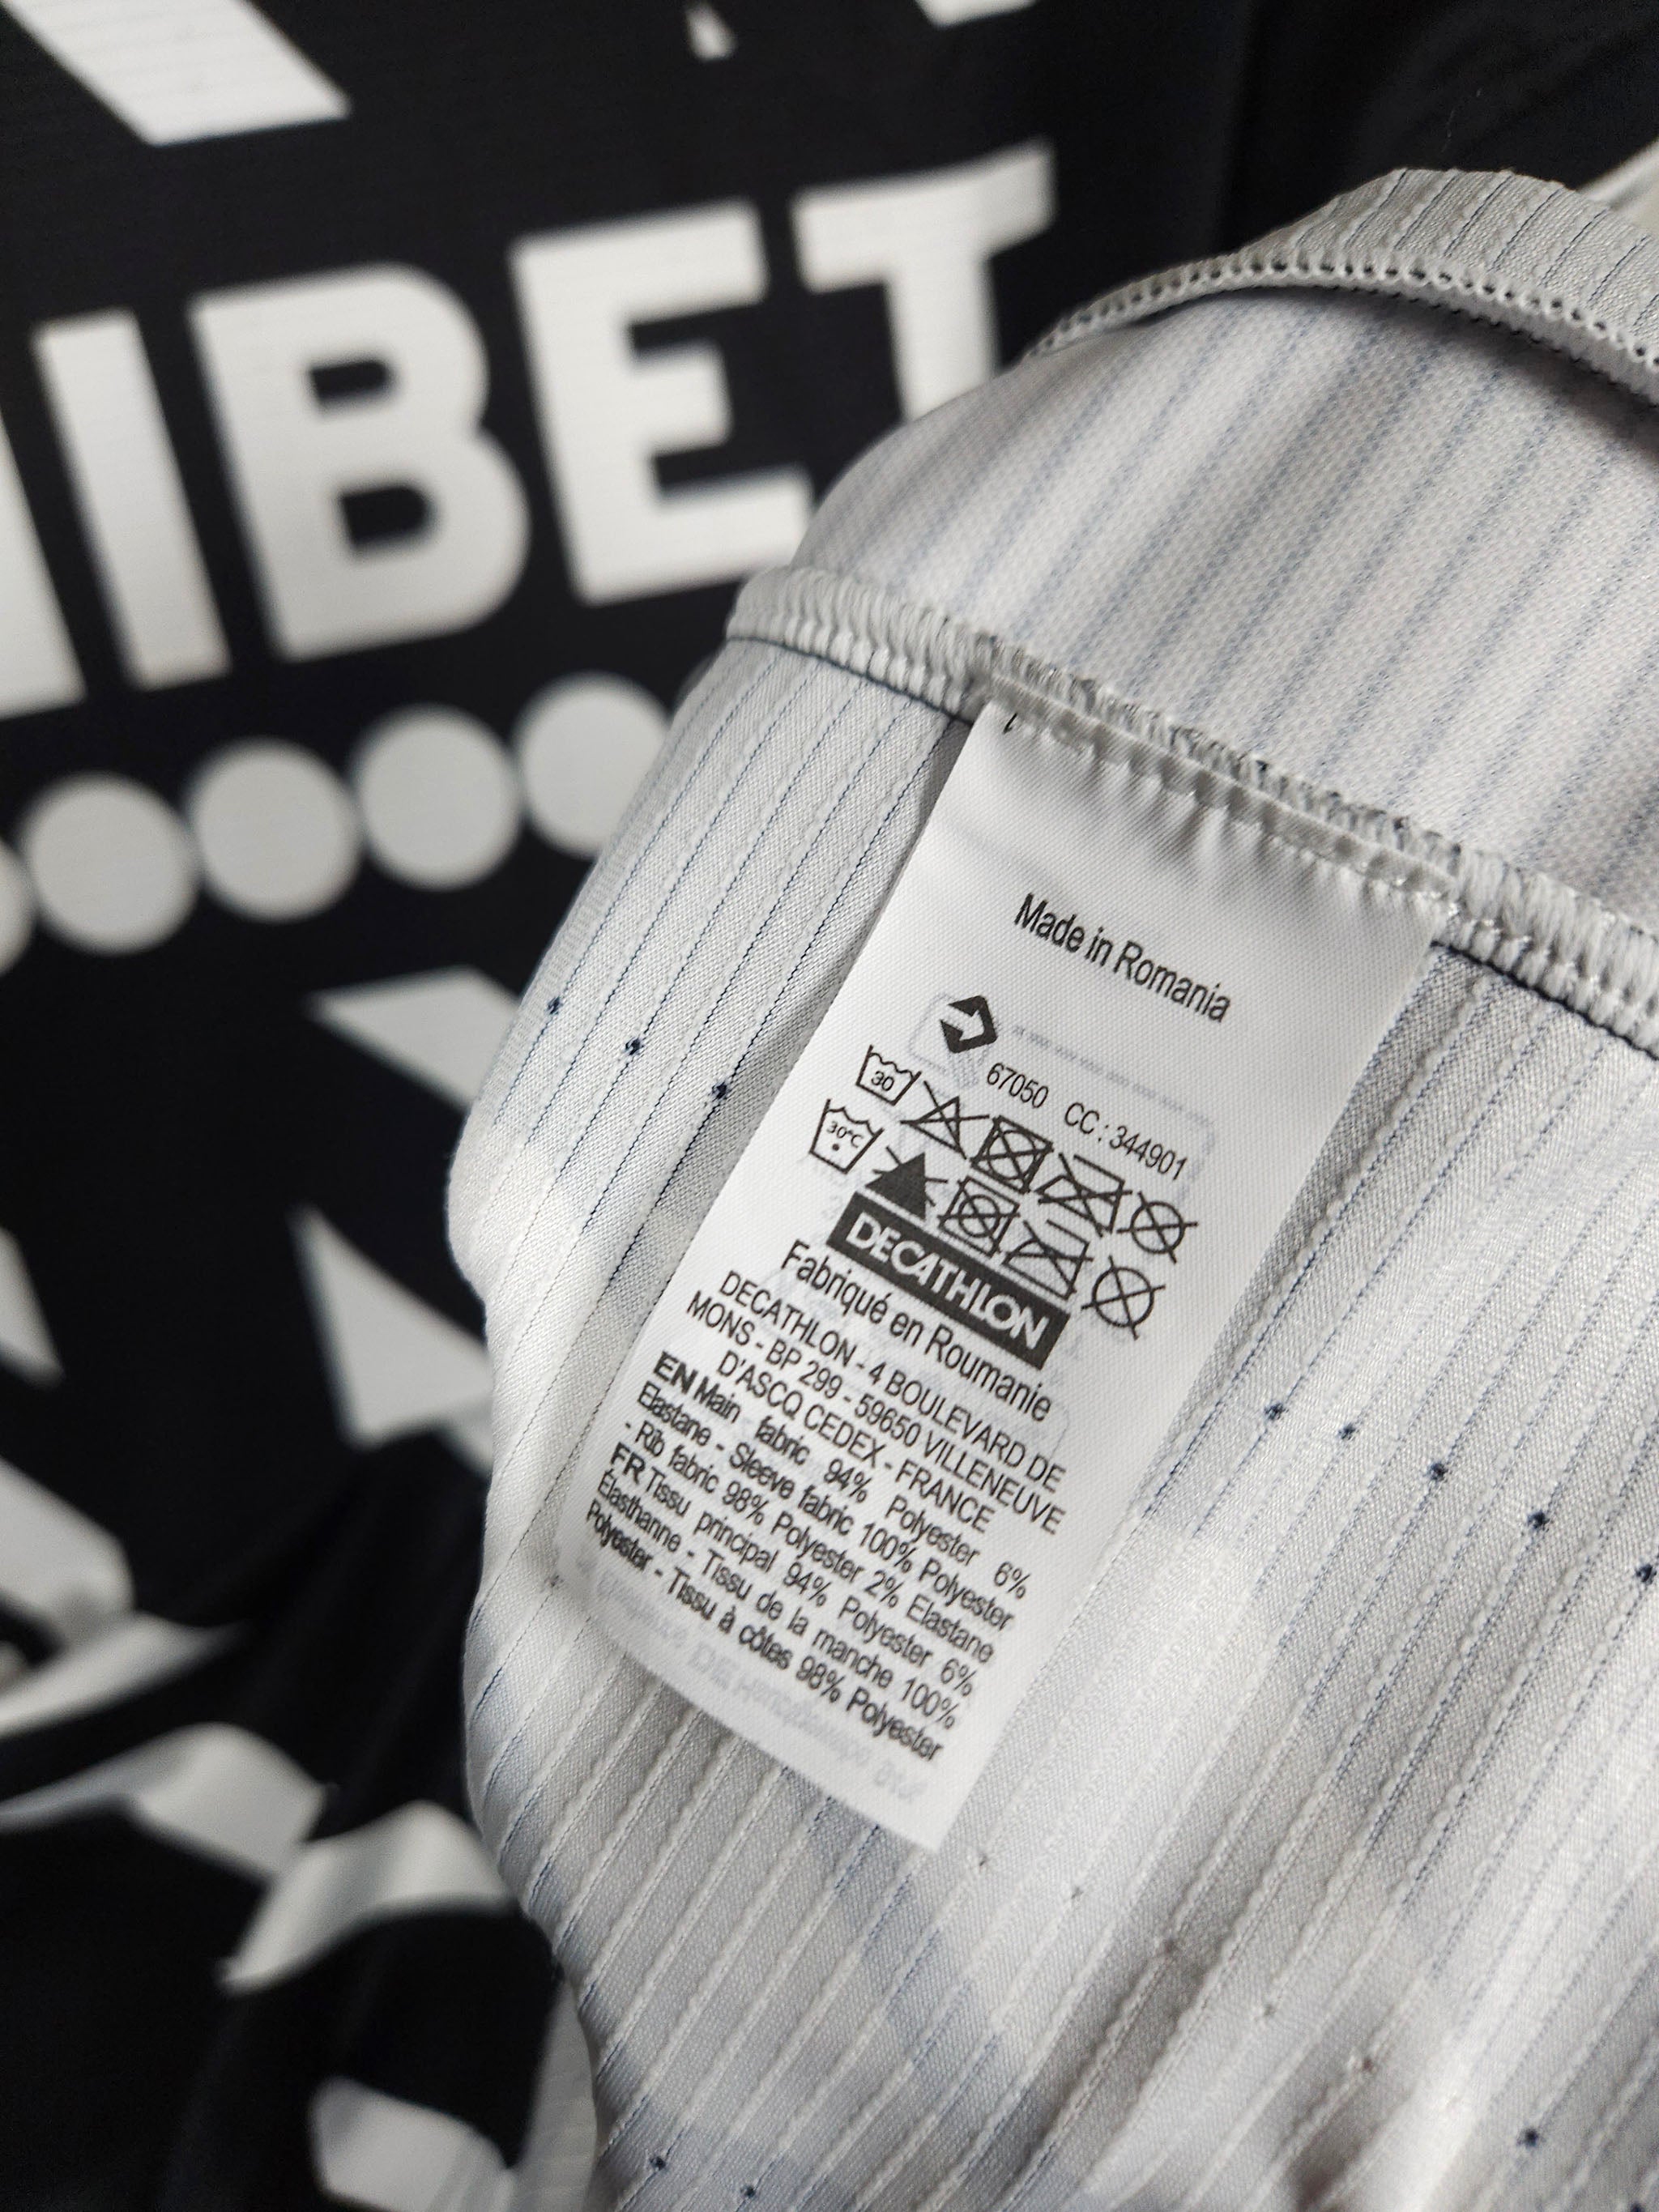 IBET
Made in Romania
67050 CC : 344901
30
30°C
DECATHLON
Fabriqué en Roumanie
DECATHLON - 4 BOULEVARD DE
MONS - BP 299 - 59650 VILLENEUVE
D'ASCQ CEDEX - FRANCE
EN Main fabric 94% Polyester 6%
Elastane - Sleeve fabric 100% Polyester
- Rib fabric 98% Polyester 2% Elastane
FR Tissu principal 94% Polyester 6%
Élasthanne - Tissu de la manche 100%
Polyester - Tissu à côtes 98% Polyester